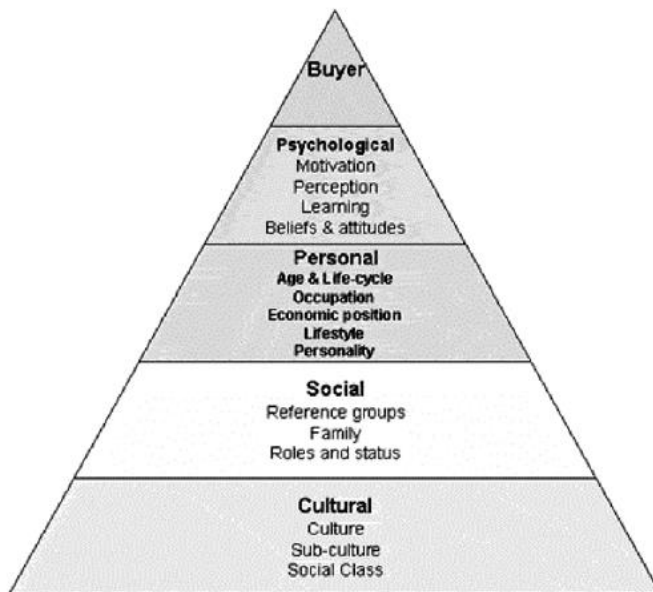 Buyer
Psychological
Motivation
Perception
Learning
Beliefs & attitudes
Personal
Age & Life-cycle
Occupation
Economic position
Lifestyle
Personality
Social
Reference groups
Family
Roles and status
Cultural
Culture
Sub-culture
Social Class